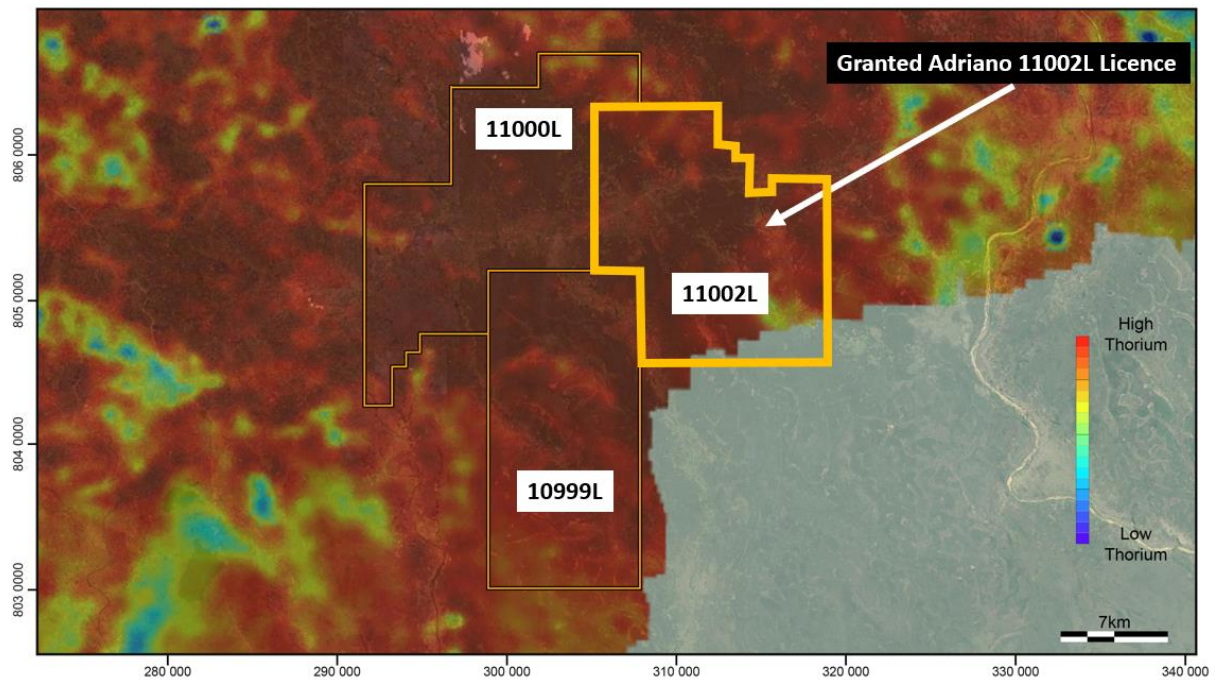 Granted Adriano 11002L Licence
11000L
11002L
10999L
High
Thorium
Low
Thorium
7km
806 0000
805 0000
804 0000
803 0000
280 000
290 000
300 000
310 000
320 000
330 000
340 000